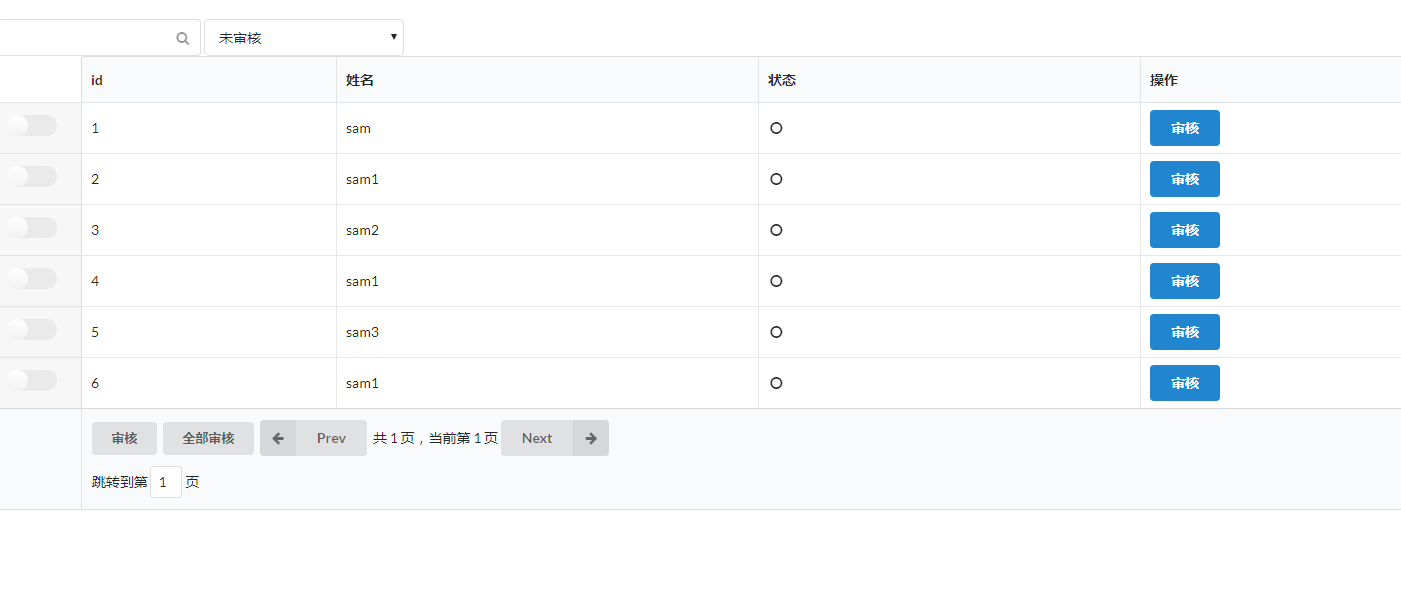 未审核
id 姓名 状态 操作
1 sam 审核
2 sam1 审核
3 sam2 审核
4 sam1 审核
5 sam3 审核
6 sam1 审核
审核 全部审核 Prev 共 1 页，当前第 1 页 Next
跳转到第 1 页